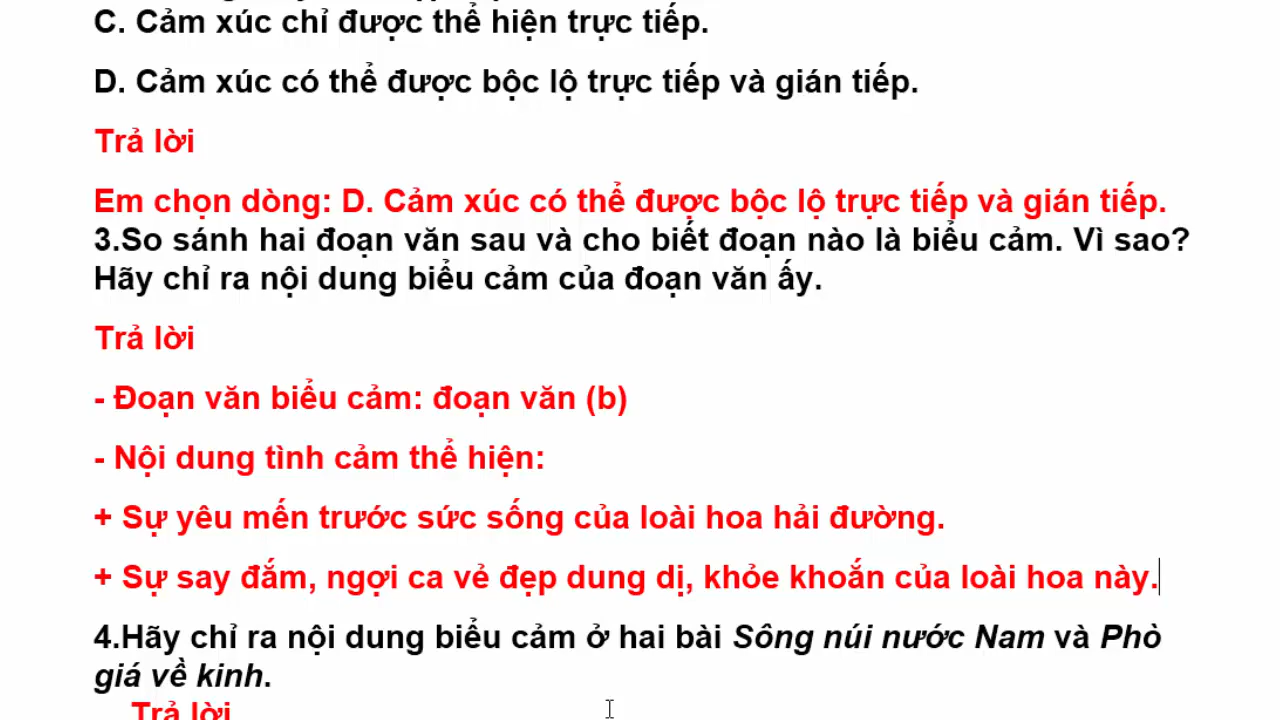 C. Cảm xúc chỉ được thể hiện trực tiếp.
D. Cảm xúc có thể được bộc lộ trực tiếp và gián tiếp.
Trả lời
Em chọn dòng: D. Cảm xúc có thể được bộc lộ trực tiếp và gián tiếp.
3.So sánh hai đoạn văn sau và cho biết đoạn nào là biểu cảm. Vì sao?
Hãy chỉ ra nội dung biểu cảm của đoạn văn ấy.
Trả lời
- Đoạn văn biểu cảm: đoạn văn (b)
- Nội dung tình cảm thể hiện:
+ Sự yêu mến trước sức sống của loài hoa hải đường.
+ Sự say đắm, ngợi ca vẻ đẹp dung dị, khỏe khoắn của loài hoa này.
4.Hãy chỉ ra nội dung biểu cảm ở hai bài Sông núi nước Nam và Phò
giá về kinh.
Trả lời